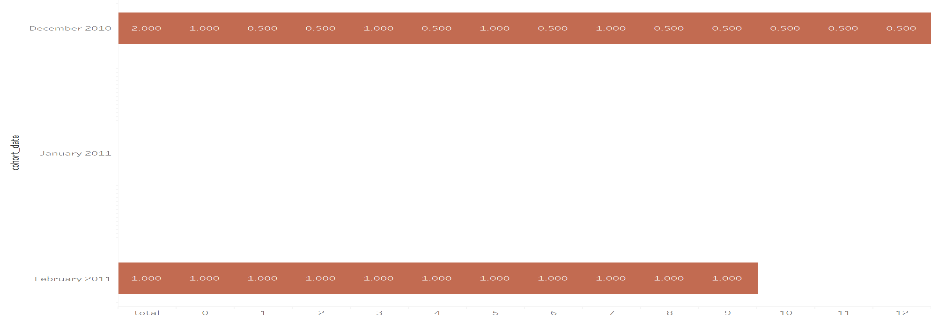 December 2010 2.000 1.000 0.500 0.500 1.000 0.500 1.000 0.500 1.000 0.500 0.500 0.500 0.500 0.500
cohort_date
January 2011
February 2011 1.000 1.000 1.000 1.000 1.000 1.000 1.000 1.000 1.000 1.000 1.000
total 0 1 2 3 4 5 6 7 8 9 10 11 12